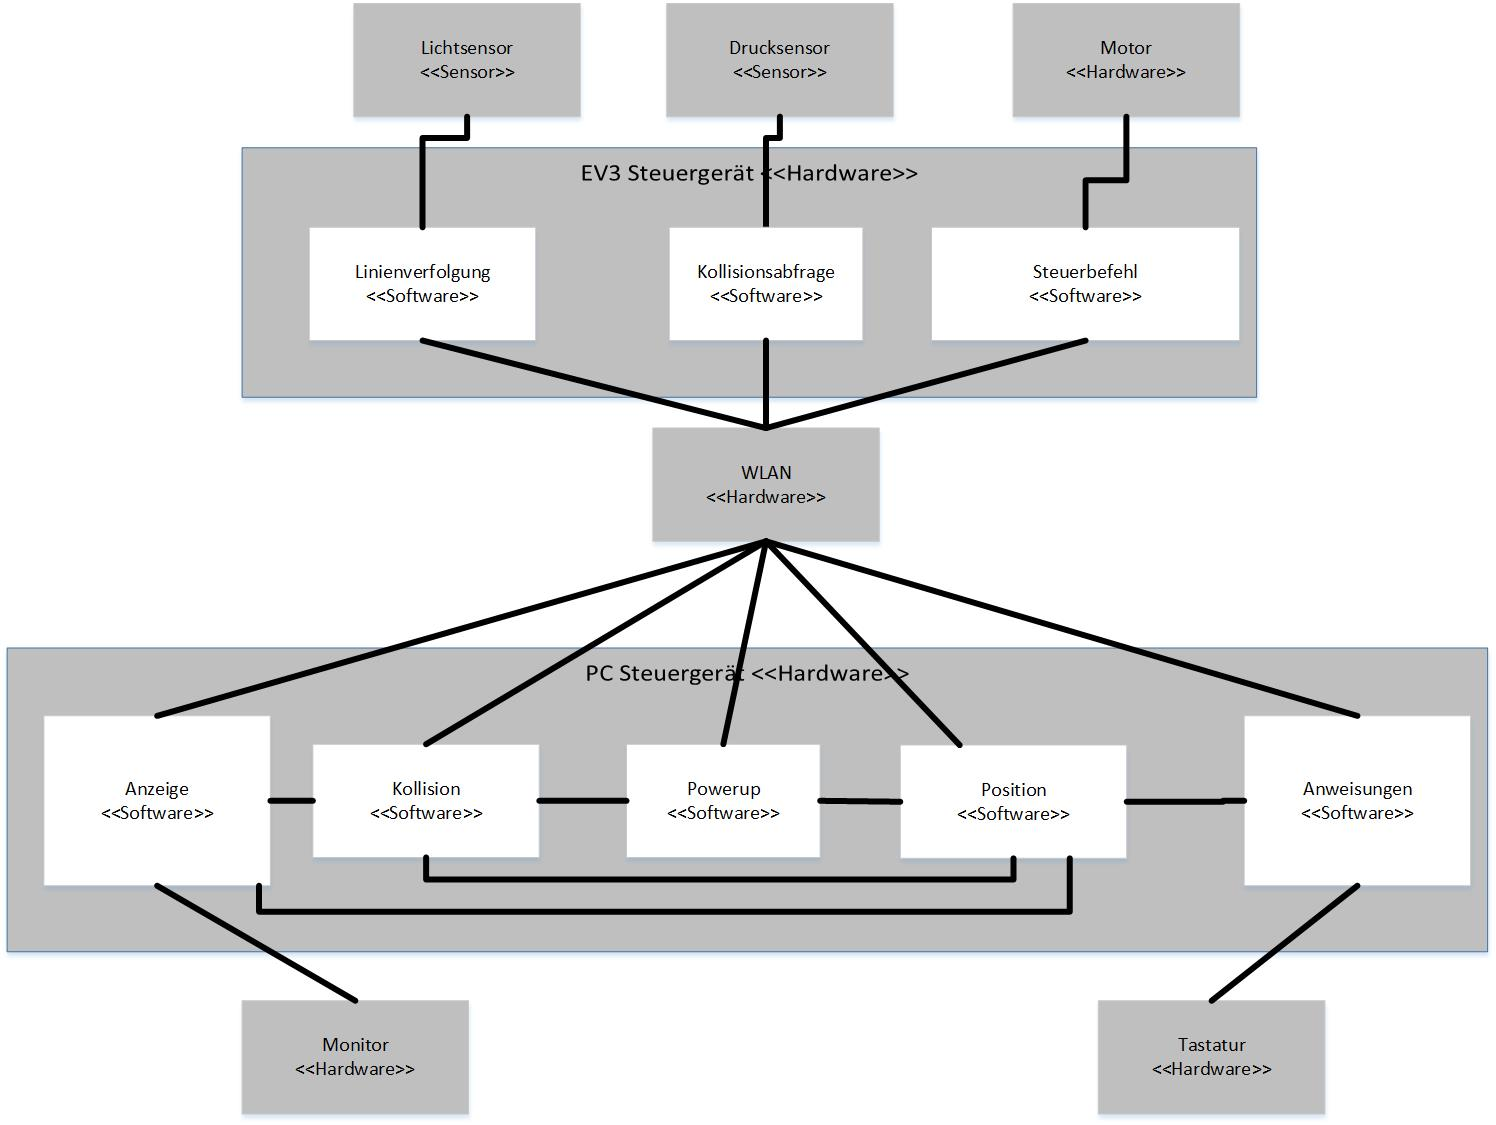 Lichtsensor
<<Sensor>>
Drucksensor
<<Sensor>>
Motor
<<Hardware>>
EV3 Steuergerät <<Hardware>>
Linienverfolgung
<<Software>>
Kollisionsabfrage
<<Software>>
Steuerbefehl
<<Software>>
WLAN
<<Hardware>>
PC Steuergerät <<Hardware>>
Anzeige
<<Software>>
Kollision
<<Software>>
Powerup
<<Software>>
Position
<<Software>>
Anweisungen
<<Software>>
Monitor
<<Hardware>>
Tastatur
<<Hardware>>